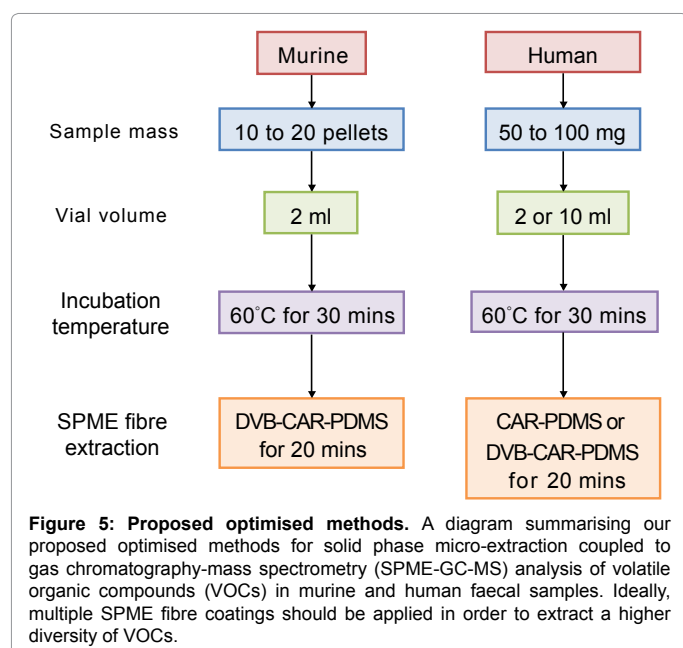 Murine Human
Sample mass 10 to 20 pellets 50 to 100 mg
Vial volume 2 ml 2 or 10 ml
Incubation
temperature
60°C for 30 mins 60°C for 30 mins
SPME fibre
extraction
DVB-CAR-PDMS
for 20 mins
CAR-PDMS or
DVB-CAR-PDMS
for 20 mins
Figure 5: Proposed optimised methods. A diagram summarising our
proposed optimised methods for solid phase micro-extraction coupled to
gas chromatography-mass spectrometry (SPME-GC-MS) analysis of volatile
organic compounds (VOCs) in murine and human faecal samples. Ideally,
multiple SPME fibre coatings should be applied in order to extract a higher
diversity of VOCs.